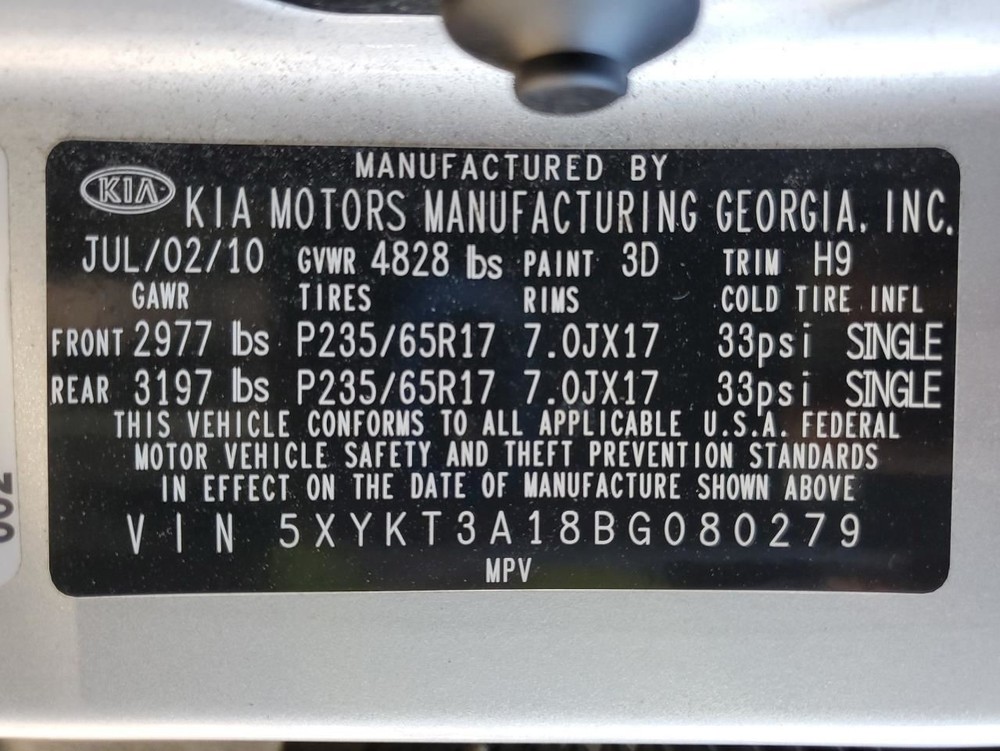 MANUFACTURED BY
KIA KIA MOTORS MANUFACTURING GEORGIA, INC.
JUL/02/10 GVWR 4828 lbs PAINT 3D TRIM H9
GAWR TIRES RIMS COLD TIRE INFL
FRONT 2977 lbs P235/65R17 7.0JX17 33psi SINGLE
REAR 3197 lbs P235/65R17 7.0JX17 33psi SINGLE
THIS VEHICLE CONFORMS TO ALL APPLICABLE U.S.A. FEDERAL
MOTOR VEHICLE SAFETY AND THEFT PREVENTION STANDARDS
IN EFFECT ON THE DATE OF MANUFACTURE SHOWN ABOVE
VIN 5XYKT3A18BG080279
MPV